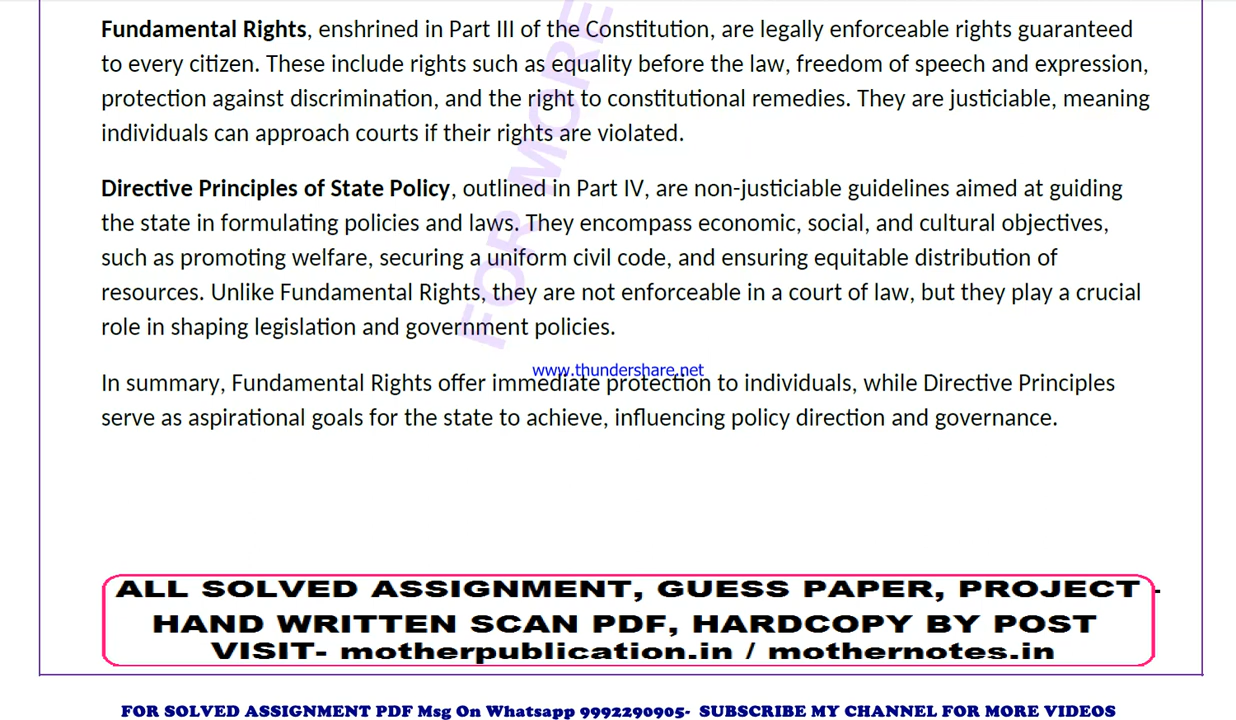 Fundamental Rights, enshrined in Part III of the Constitution, are legally enforceable rights guaranteed
to every citizen. These include rights such as equality before the law, freedom of speech and expression,
protection against discrimination, and the right to constitutional remedies. They are justiciable, meaning
individuals can approach courts if their rights are violated.
Directive Principles of State Policy, outlined in Part IV, are non-justiciable guidelines aimed at guiding
the state in formulating policies and laws. They encompass economic, social, and cultural objectives,
such as promoting welfare, securing a uniform civil code, and ensuring equitable distribution of
resources. Unlike Fundamental Rights, they are not enforceable in a court of law, but they play a crucial
role in shaping legislation and government policies.
www.thundershare.net
In summary, Fundamental Rights offer immediate protection to individuals, while Directive Principles
serve as aspirational goals for the state to achieve, influencing policy direction and governance.
FOR MORE
ALL SOLVED ASSIGNMENT, GUESS PAPER, PROJECT -
HAND WRITTEN SCAN PDF, HARDCOPY BY POST
VISIT- motherpublication.in / mothernotes.in
FOR SOLVED ASSIGNMENT PDF Msg On Whatsapp 9992290905- SUBSCRIBE MY CHANNEL FOR MORE VIDEOS